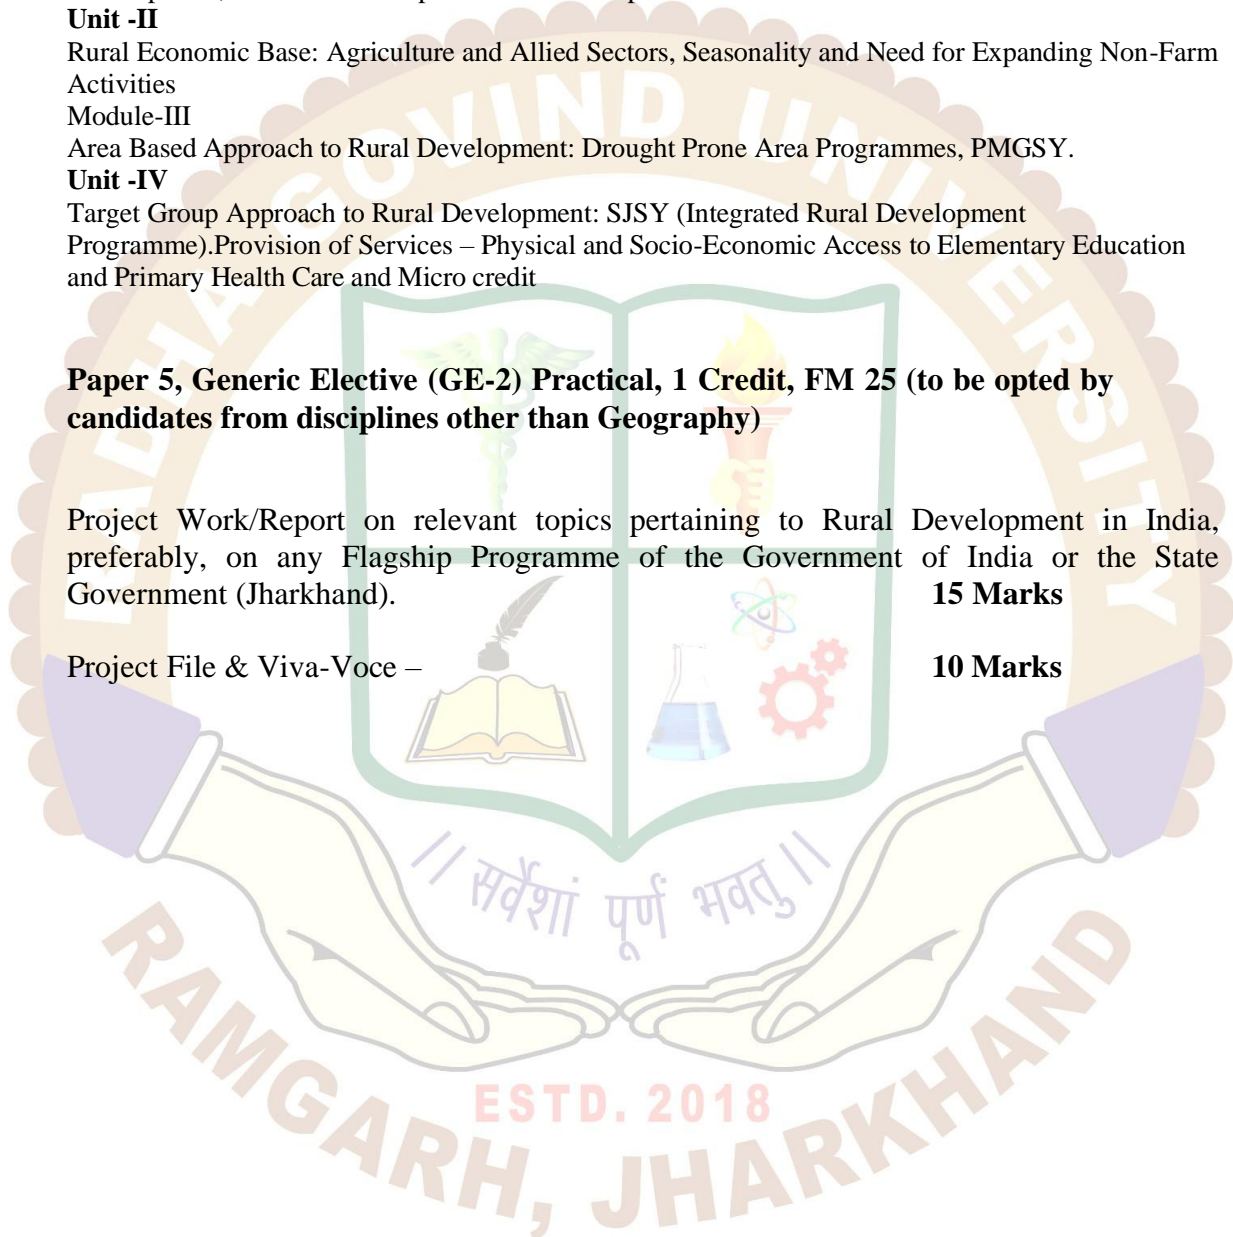 Unit -II
Rural Economic Base: Agriculture and Allied Sectors, Seasonality and Need for Expanding Non-Farm
Activities
Module-III
Area Based Approach to Rural Development: Drought Prone Area Programmes, PMGSY.
Unit -IV
Target Group Approach to Rural Development: SJSY (Integrated Rural Development
Programme).Provision of Services – Physical and Socio-Economic Access to Elementary Education
and Primary Health Care and Micro credit
Paper 5, Generic Elective (GE-2) Practical, 1 Credit, FM 25 (to be opted by
candidates from disciplines other than Geography)
Project Work/Report on relevant topics pertaining to Rural Development in India,
preferably, on any Flagship Programme of the Government of India or the State
Government (Jharkhand). 15 Marks
Project File & Viva-Voce – 10 Marks
RADHA GOVIND UNIVERSITY
// सर्वेशां पूर्ण भवतु //
ESTD. 2018
RAMGARH, JHARKHAND